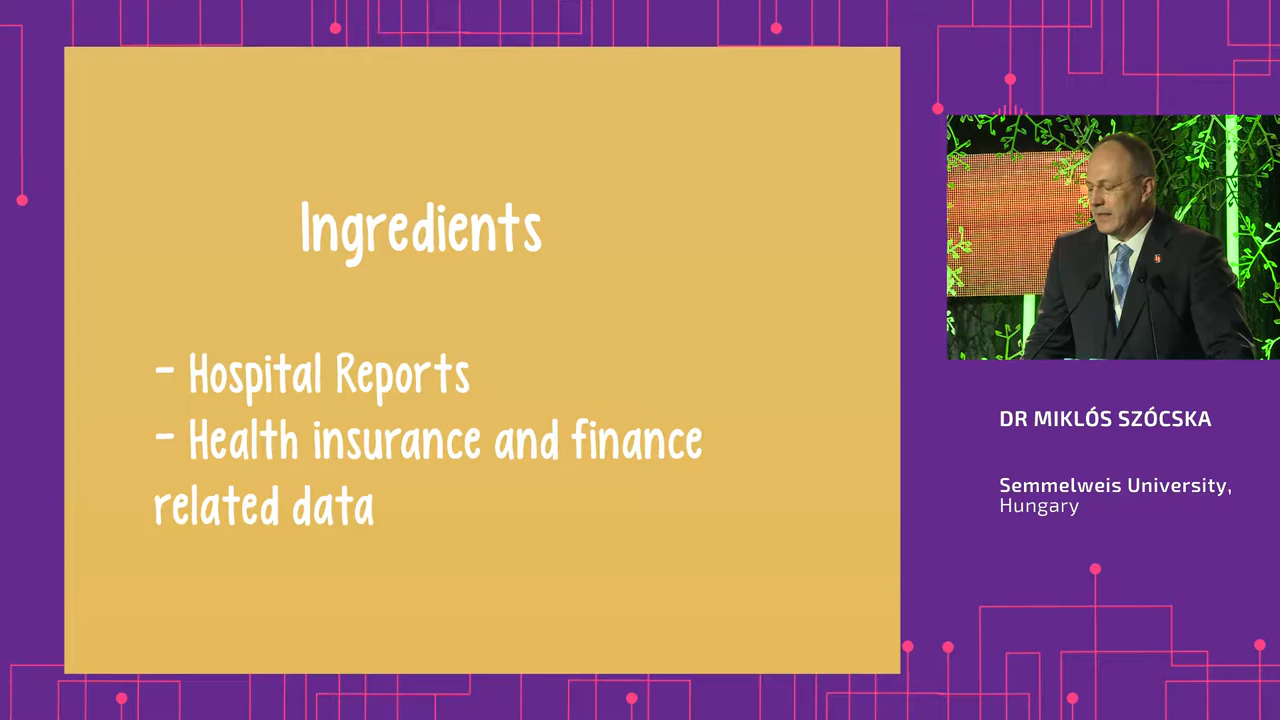 Ingredients
- Hospital Reports
- Health insurance and finance
related data
DR MIKLÓS SZÓCSKA
Semmelweis University,
Hungary